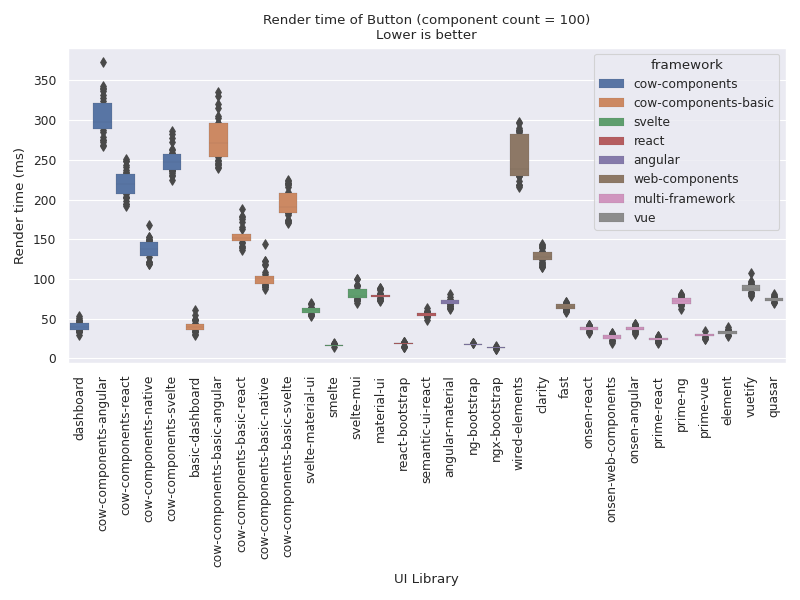 Render time of Button (component count = 100)
Lower is better
framework
cow-components
cow-components-basic
svelte
react
angular
web-components
multi-framework
vue
Render time (ms)
350
300
250
200
150
100
50
0
dashboard
cow-components-angular
cow-components-react
cow-components-native
cow-components-svelte
basic-dashboard
cow-components-basic-angular
cow-components-basic-react
cow-components-basic-native
cow-components-basic-svelte
svelte-material-ui
smelte
svelte-mui
material-ui
react-bootstrap
semantic-ui-react
angular-material
ng-bootstrap
ngx-bootstrap
wired-elements
clarity
fast
onsen-react
onsen-web-components
onsen-angular
prime-react
prime-ng
prime-vue
element
vuetify
quasar
UI Library